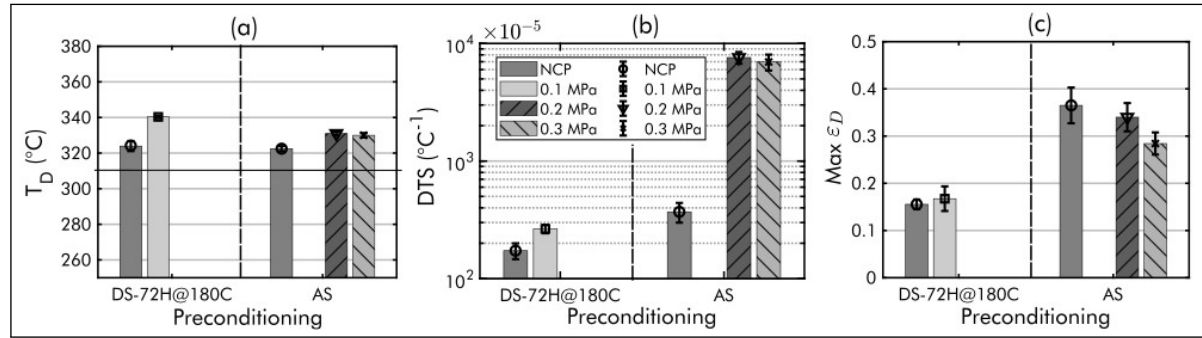 (a)
380
360
340
320
300
280
260
T_D (°C)
DS-72H@180C
AS
Preconditioning
(b)
×10^-5
10^4
10^3
10^2
DTS (°C^-1)
NCP
NCP
0.1 MPa
0.1 MPa
0.2 MPa
0.2 MPa
0.3 MPa
0.3 MPa
DS-72H@180C
AS
Preconditioning
(c)
0.5
0.4
0.3
0.2
0.1
0
Max ε_D
DS-72H@180C
AS
Preconditioning